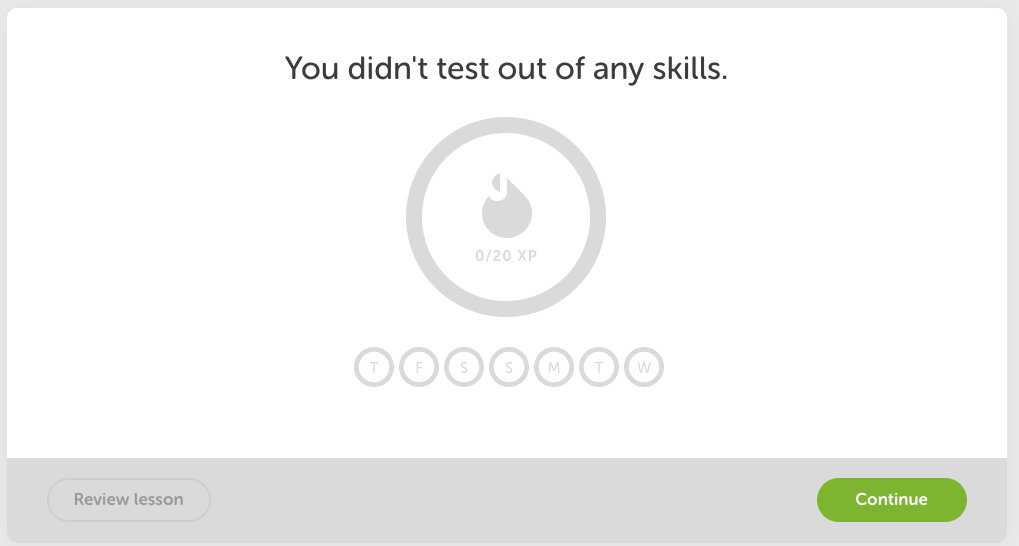 You didn't test out of any skills.
0/20 XP
T F S S M T W
Review lesson
Continue